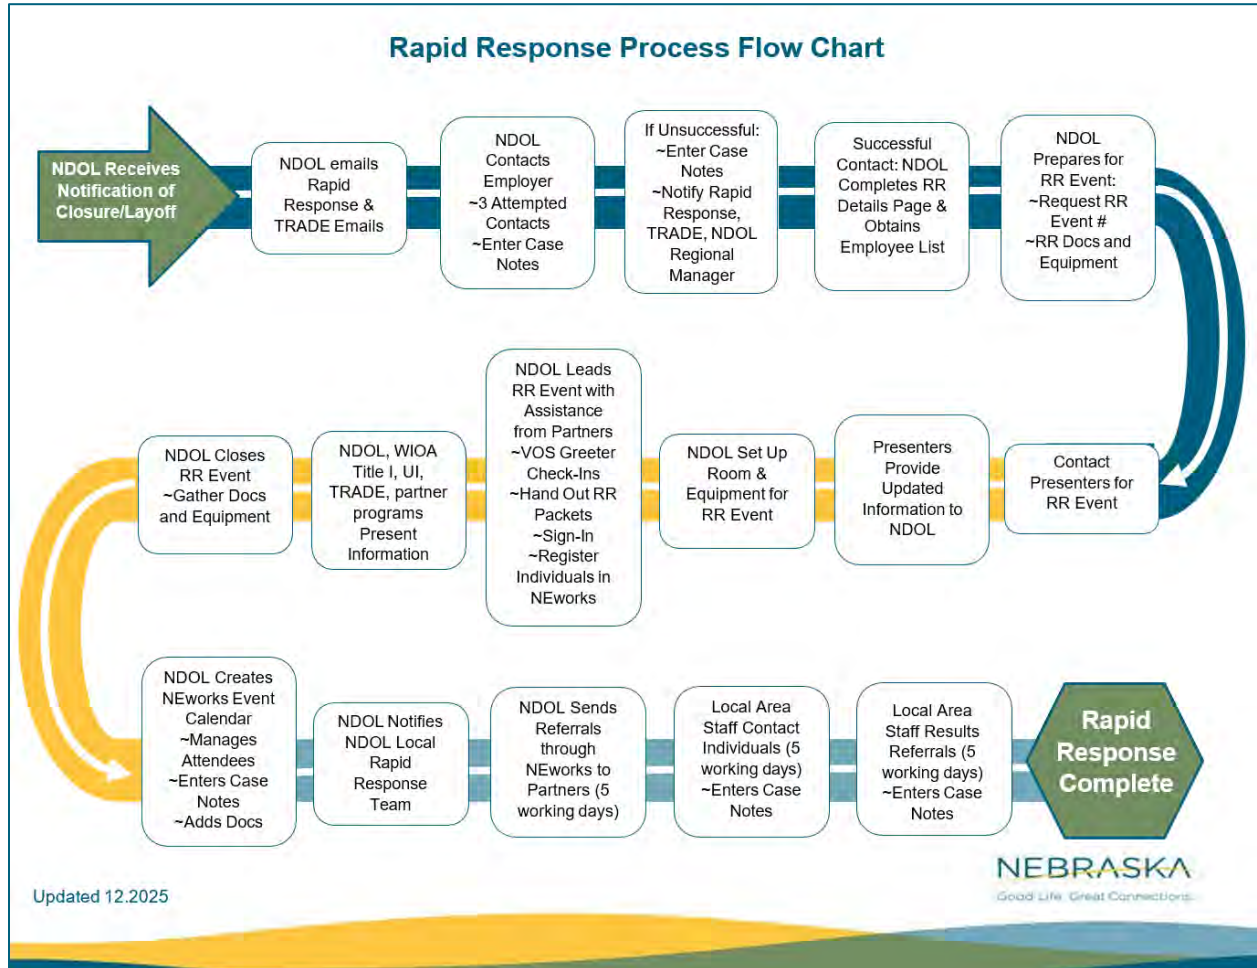 Rapid Response Process Flow Chart
NDOL Receives
Notification of
Closure/Layoff
NDOL emails
Rapid
Response &
TRADE Emails
NDOL
Contacts
Employer
~3 Attempted
Contacts
~Enter Case
Notes
If Unsuccessful:
~Enter Case
Notes
~Notify Rapid
Response,
TRADE, NDOL
Regional
Manager
Successful
Contact: NDOL
Completes RR
Details Page &
Obtains
Employee List
NDOL
Prepares for
RR Event:
~Request RR
Event #
~RR Docs and
Equipment
Contact
Presenters for
RR Event
Presenters
Provide
Updated
Information to
NDOL
NDOL Set Up
Room &
Equipment for
RR Event
NDOL Leads
RR Event with
Assistance
from Partners
~VOS Greeter
Check-Ins
~Hand Out RR
Packets
~Sign-In
~Register
Individuals in
NEworks
NDOL, WIOA
Title I, UI,
TRADE, partner
programs
Present
Information
NDOL Closes
RR Event
~Gather Docs
and Equipment
NDOL Creates
NEworks Event
Calendar
~Manages
Attendees
~Enters Case
Notes
~Adds Docs
NDOL Notifies
NDOL Local
Rapid
Response
Team
NDOL Sends
Referrals
through
NEworks to
Partners (5
working days)
Local Area
Staff Contact
Individuals (5
working days)
~Enters Case
Notes
Local Area
Staff Results
Referrals (5
working days)
~Enters Case
Notes
Rapid
Response
Complete
NEBRASKA
Good Life. Great Connections.
Updated 12.2025